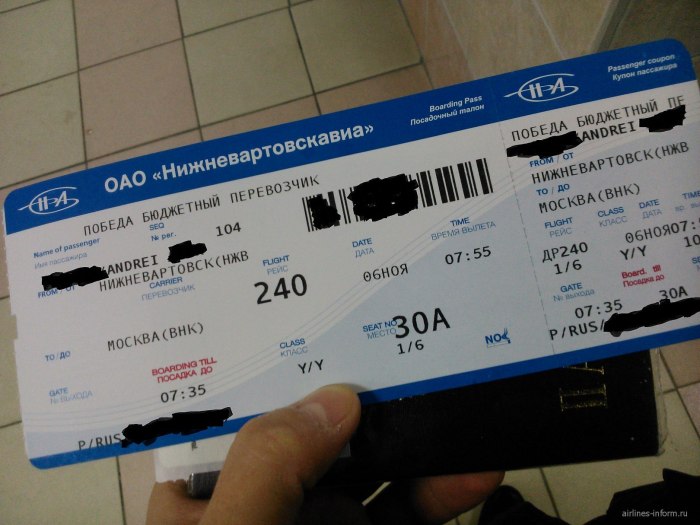 Passenger coupon
Купон пассажира
Boarding Pass
Посадочный талон
ОАО «Нижневартовскавиа»
ПОБЕДА БЮДЖЕТНЫЙ ПЕРЕВОЗЧИК
Name of passenger
Имя пассажира
SEQ
№ рег.
104
ANDREI
FROM / ОТ
НИЖНЕВАРТОВСК(НЖВ
CARRIER
ПЕРЕВОЗЧИК
FLIGHT
РЕЙС
240
DATE
ДАТА
06НОЯ
TIME
ВРЕМЯ ВЫЛЕТА
07:55
TO / ДО
МОСКВА(ВНК)
GATE
№ ВЫХОДА
BOARDING TILL
ПОСАДКА ДО
07:35
CLASS
КЛАСС
Y/Y
SEAT NO
МЕСТО
30A
1/6
NO
P/RUS
ПОБЕДА БЮДЖЕТНЫЙ ПЕ
ANDREI
FROM / ОТ
НИЖНЕВАРТОВСК(НЖВ
TO / ДО
МОСКВА(ВНК)
FLIGHT
РЕЙС
CLASS
КЛАСС
DATE
ДАТА
ДР240
06НОЯ07:
1/6
Y/Y
GATE
№ ВЫХОДА
Board. till
Посадка до
07:35
30A
P/RUS/
airlines-inform.ru